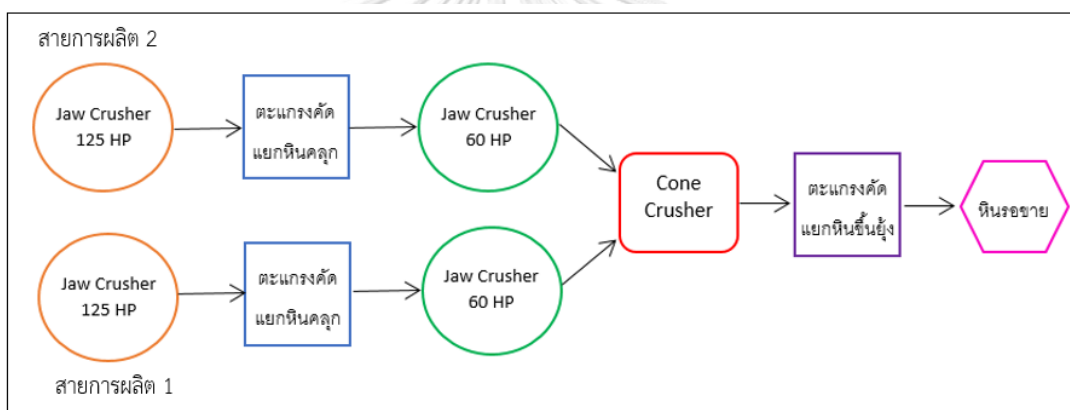 สายการผลิต 2
Jaw Crusher
125 HP
ตะแกรงคัด
แยกหินคลุก
Jaw Crusher
60 HP
Cone
Crusher
ตะแกรงคัด
แยกหินขึ้นยุ้ง
หินรอขาย
Jaw Crusher
125 HP
ตะแกรงคัด
แยกหินคลุก
Jaw Crusher
60 HP
สายการผลิต 1